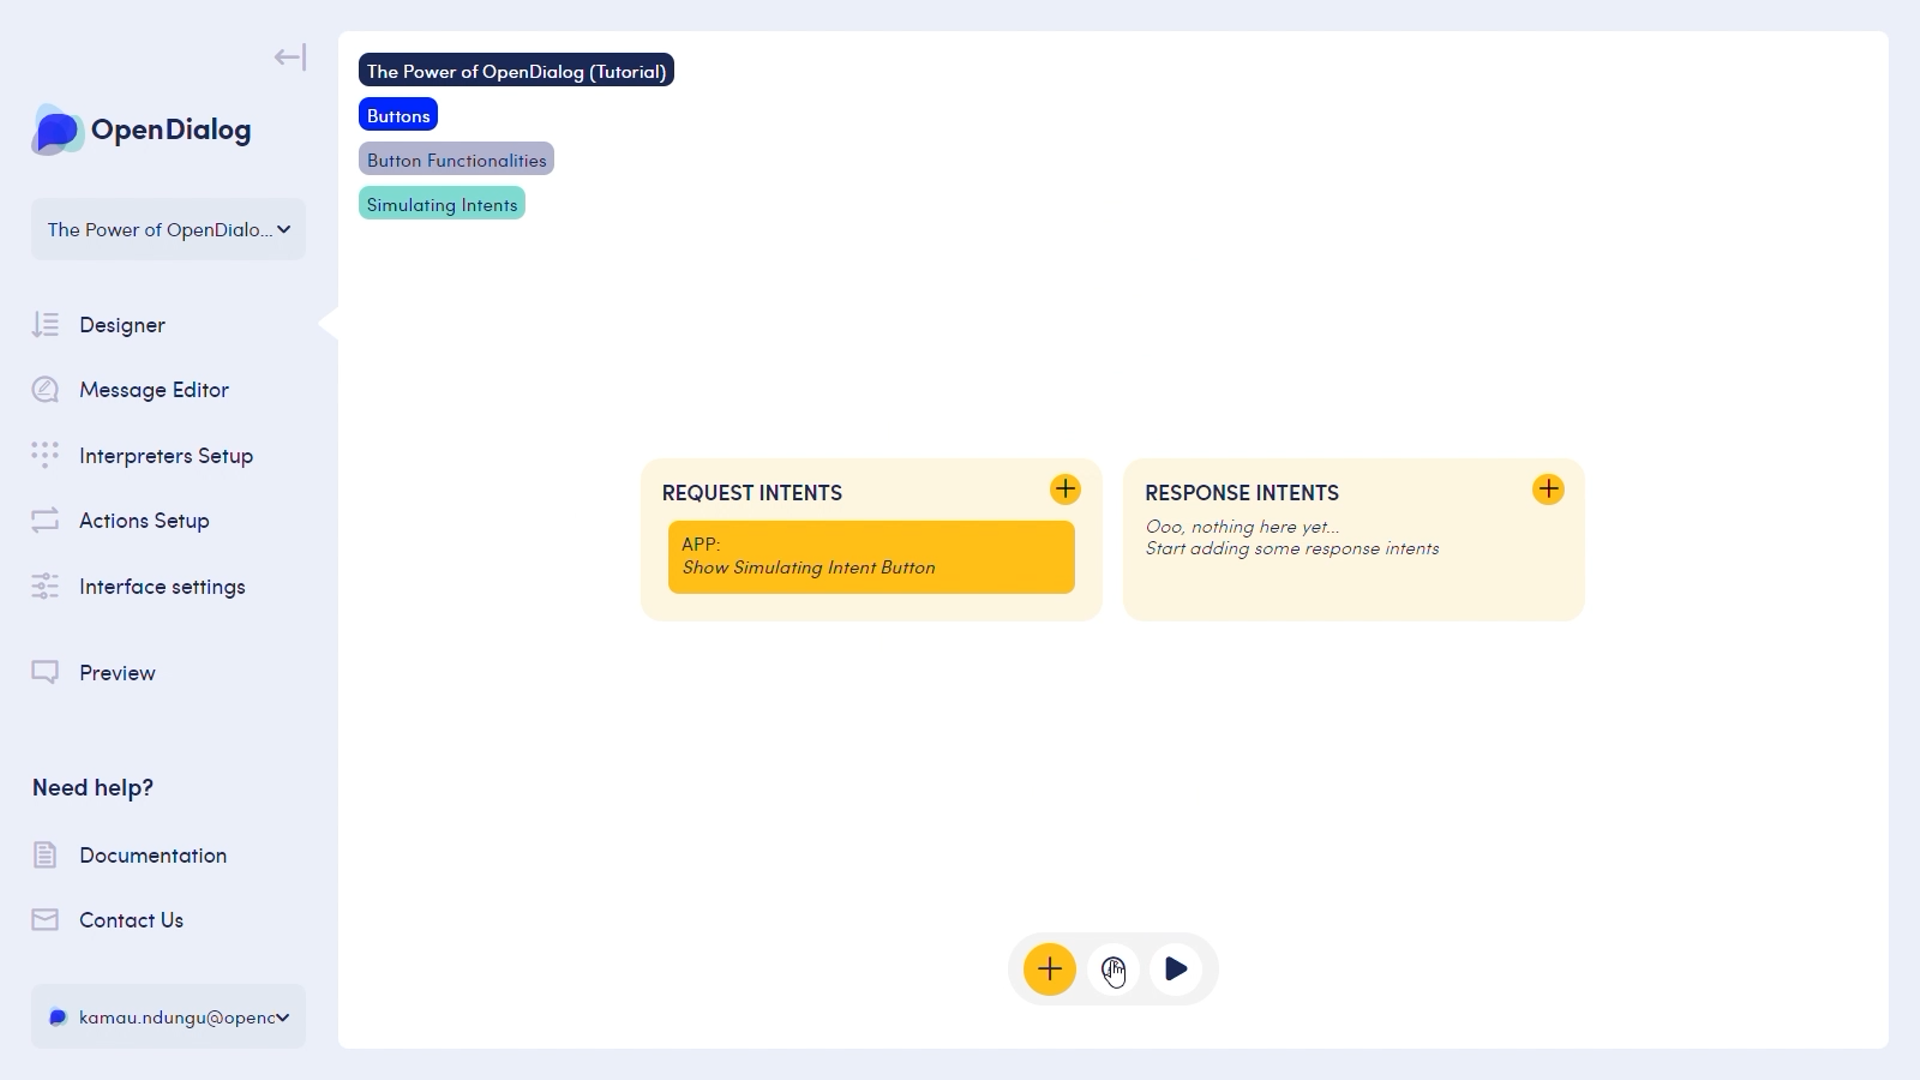 OpenDialog
The Power of OpenDialo...
Designer
Message Editor
Interpreters Setup
Actions Setup
Interface settings
Preview
Need help?
Documentation
Contact Us
kamau.ndungu@openc
The Power of OpenDialog (Tutorial)
Buttons
Button Functionalities
Simulating Intents
REQUEST INTENTS
APP:
Show Simulating Intent Button
RESPONSE INTENTS
Ooo, nothing here yet...
Start adding some response intents